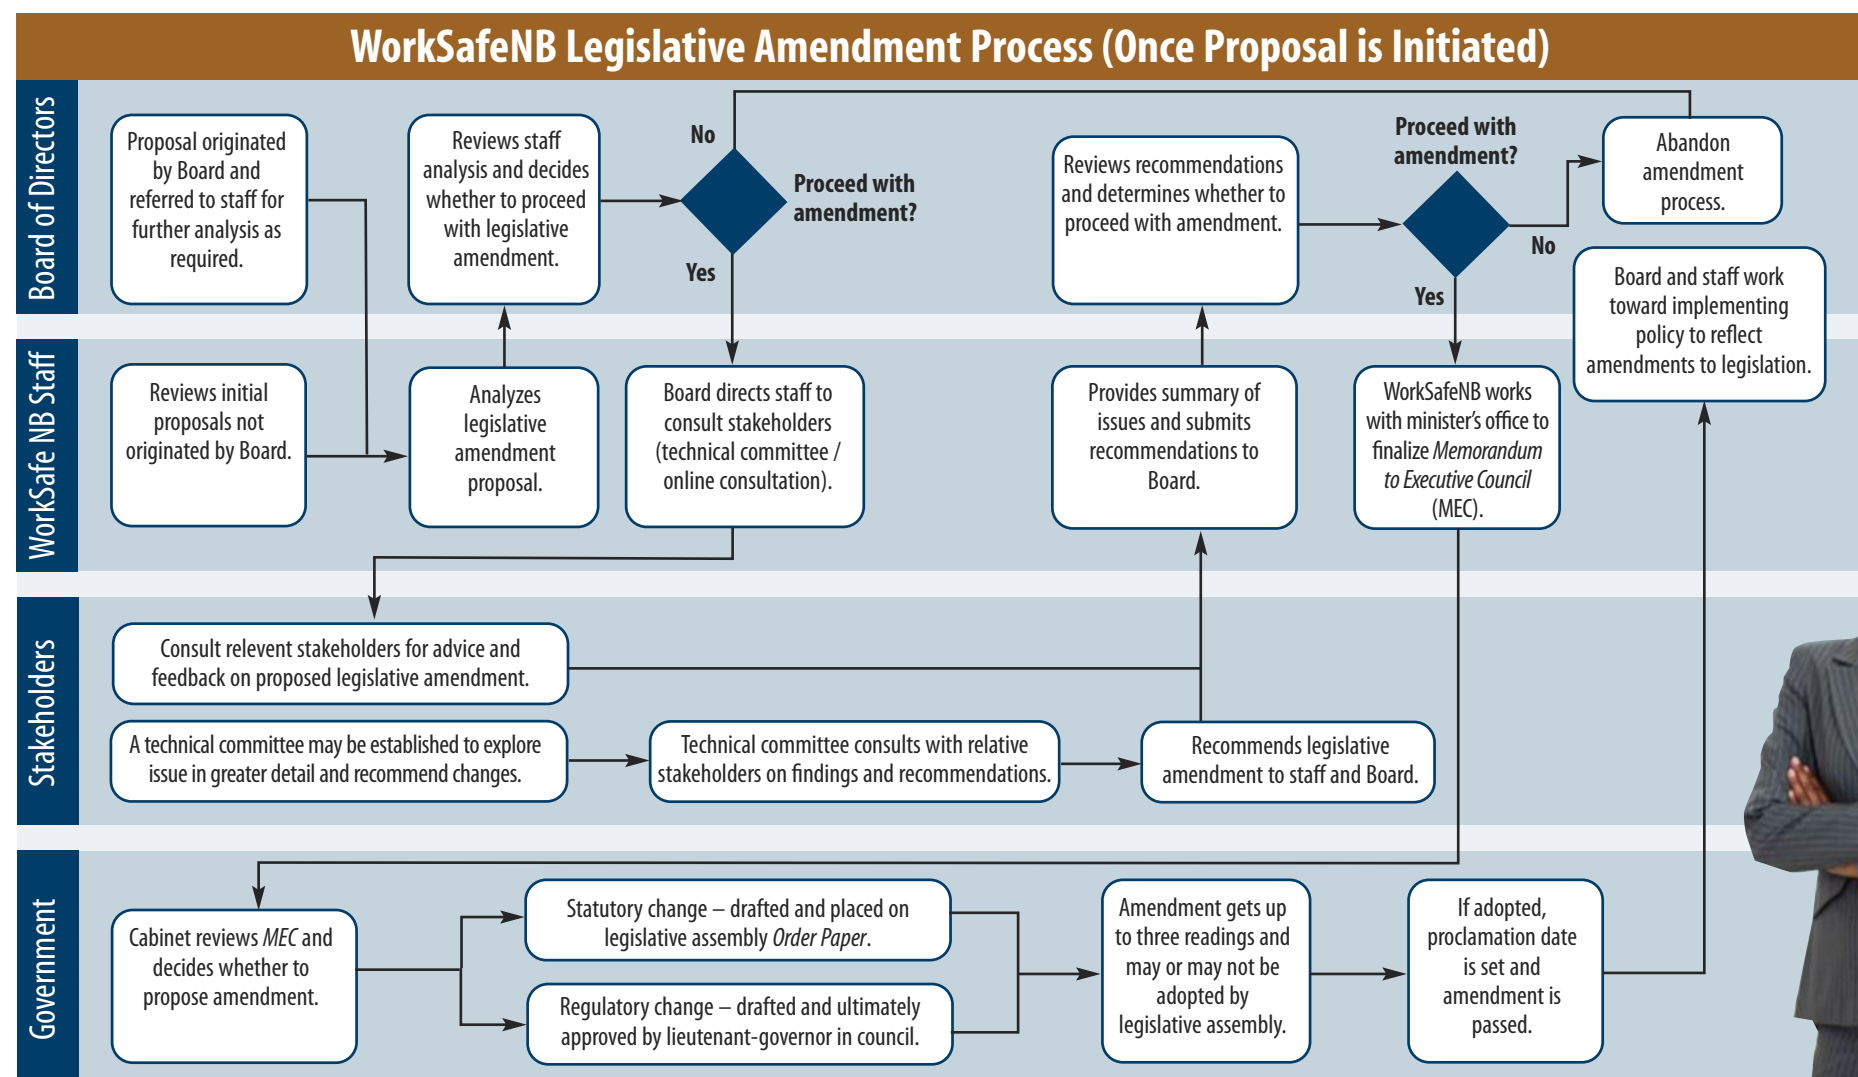 WorkSafeNB Legislative Amendment Process (Once Proposal is Initiated)
Board of Directors
Proposal originated
by Board and
referred to staff for
further analysis as
required.
Reviews staff
analysis and decides
whether to proceed
with legislative
amendment.
No
Proceed with
amendment?
Yes
Reviews recommendations
and determines whether to
proceed with amendment.
Proceed with
amendment?
No
Yes
Abandon
amendment
process.
Board and staff work
toward implementing
policy to reflect
amendments to legislation.
WorkSafe NB Staff
Reviews initial
proposals not
originated by Board.
Analyzes
legislative
amendment
proposal.
Board directs staff to
consult stakeholders
(technical committee /
online consultation).
Provides summary of
issues and submits
recommendations to
Board.
WorkSafeNB works
with minister’s office to
finalize Memorandum
to Executive Council
(MEC).
Stakeholders
Consult relevent stakeholders for advice and
feedback on proposed legislative amendment.
A technical committee may be established to explore
issue in greater detail and recommend changes.
Technical committee consults with relative
stakeholders on findings and recommendations.
Recommends legislative
amendment to staff and Board.
Government
Cabinet reviews MEC and
decides whether to
propose amendment.
Statutory change – drafted and placed on
legislative assembly Order Paper.
Regulatory change – drafted and ultimately
approved by lieutenant-governor in council.
Amendment gets up
to three readings and
may or may not be
adopted by
legislative assembly.
If adopted,
proclamation date
is set and
amendment is
passed.